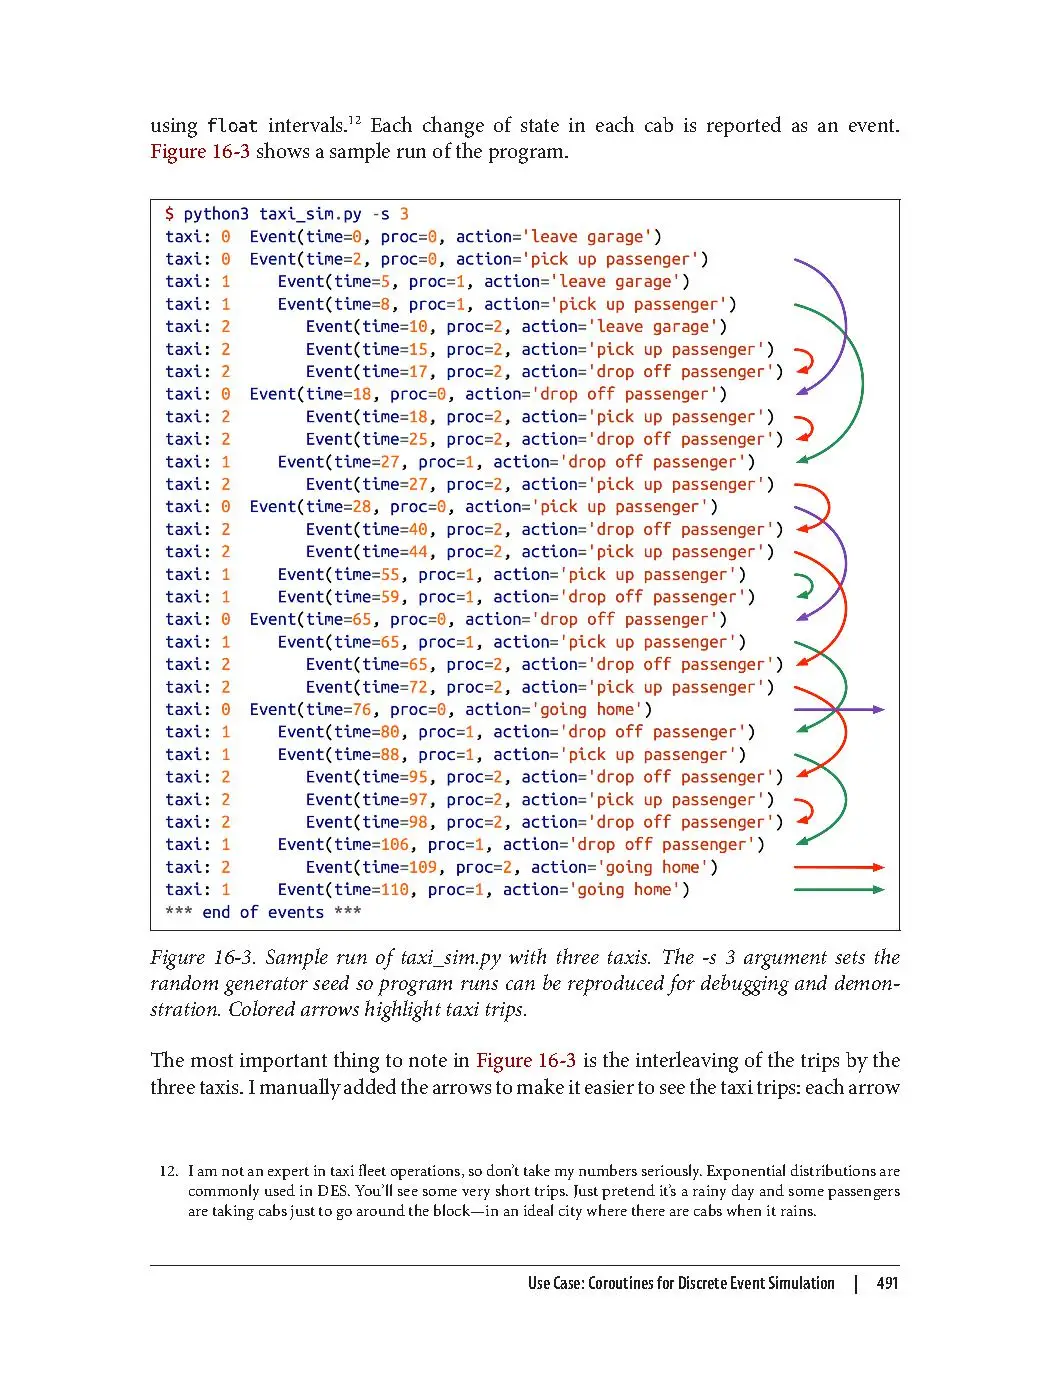 using float intervals.12 Each change of state in each cab is reported as an event.
Figure 16-3 shows a sample run of the program.
$ python3 taxi_sim.py -s 3
taxi: 0  Event(time=0, proc=0, action='leave garage')
taxi: 0  Event(time=2, proc=0, action='pick up passenger')
taxi: 1     Event(time=5, proc=1, action='leave garage')
taxi: 1     Event(time=8, proc=1, action='pick up passenger')
taxi: 2        Event(time=10, proc=2, action='leave garage')
taxi: 2        Event(time=15, proc=2, action='pick up passenger')
taxi: 2        Event(time=17, proc=2, action='drop off passenger')
taxi: 0  Event(time=18, proc=0, action='drop off passenger')
taxi: 2        Event(time=18, proc=2, action='pick up passenger')
taxi: 2        Event(time=25, proc=2, action='drop off passenger')
taxi: 1     Event(time=27, proc=1, action='drop off passenger')
taxi: 2        Event(time=27, proc=2, action='pick up passenger')
taxi: 0  Event(time=28, proc=0, action='pick up passenger')
taxi: 2        Event(time=40, proc=2, action='drop off passenger')
taxi: 2        Event(time=44, proc=2, action='pick up passenger')
taxi: 1     Event(time=55, proc=1, action='pick up passenger')
taxi: 1     Event(time=59, proc=1, action='drop off passenger')
taxi: 0  Event(time=65, proc=0, action='drop off passenger')
taxi: 1     Event(time=65, proc=1, action='pick up passenger')
taxi: 2        Event(time=65, proc=2, action='drop off passenger')
taxi: 2        Event(time=72, proc=2, action='pick up passenger')
taxi: 0  Event(time=76, proc=0, action='going home')
taxi: 1     Event(time=80, proc=1, action='drop off passenger')
taxi: 1     Event(time=88, proc=1, action='pick up passenger')
taxi: 2        Event(time=95, proc=2, action='drop off passenger')
taxi: 2        Event(time=97, proc=2, action='pick up passenger')
taxi: 2        Event(time=98, proc=2, action='drop off passenger')
taxi: 1     Event(time=106, proc=1, action='drop off passenger')
taxi: 2        Event(time=109, proc=2, action='going home')
taxi: 1     Event(time=110, proc=1, action='going home')
*** end of events ***
Figure 16-3. Sample run of taxi_sim.py with three taxis. The -s 3 argument sets the
random generator seed so program runs can be reproduced for debugging and demon-
stration. Colored arrows highlight taxi trips.
The most important thing to note in Figure 16-3 is the interleaving of the trips by the
three taxis. I manually added the arrows to make it easier to see the taxi trips: each arrow
12. I am not an expert in taxi fleet operations, so don't take my numbers seriously. Exponential distributions are
commonly used in DES. You'll see some very short trips. Just pretend it's a rainy day and some passengers
are taking cabs just to go around the block—in an ideal city where there are cabs when it rains.
Use Case: Coroutines for Discrete Event Simulation | 491